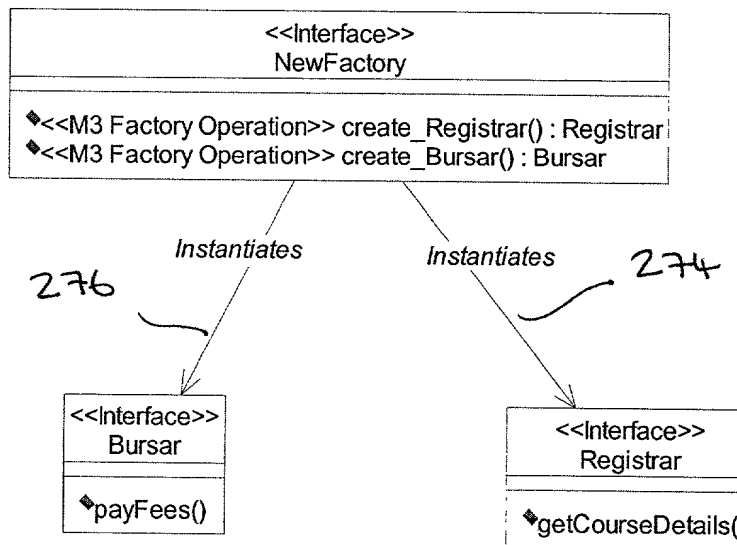 <<Interface>>
NewFactory
<<M3 Factory Operation>> create_Registrar() : Registrar
<<M3 Factory Operation>> create_Bursar() : Bursar
Instantiates
Instantiates
276
274
<<Interface>>
Bursar
payFees()
<<Interface>>
Registrar
getCourseDetails(